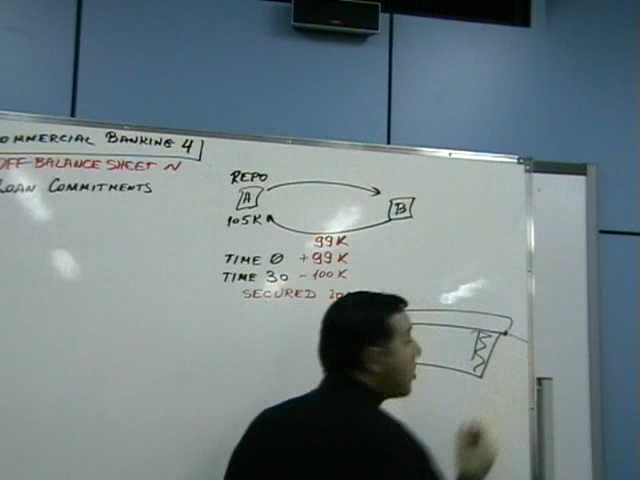 OMMERCIAL BANKING 4
OFF-BALANCE SHEET N
LOAN COMMITMENTS
REPO
A
B
105K
99K
TIME 0 +99K
TIME 30 -100K
SECURED